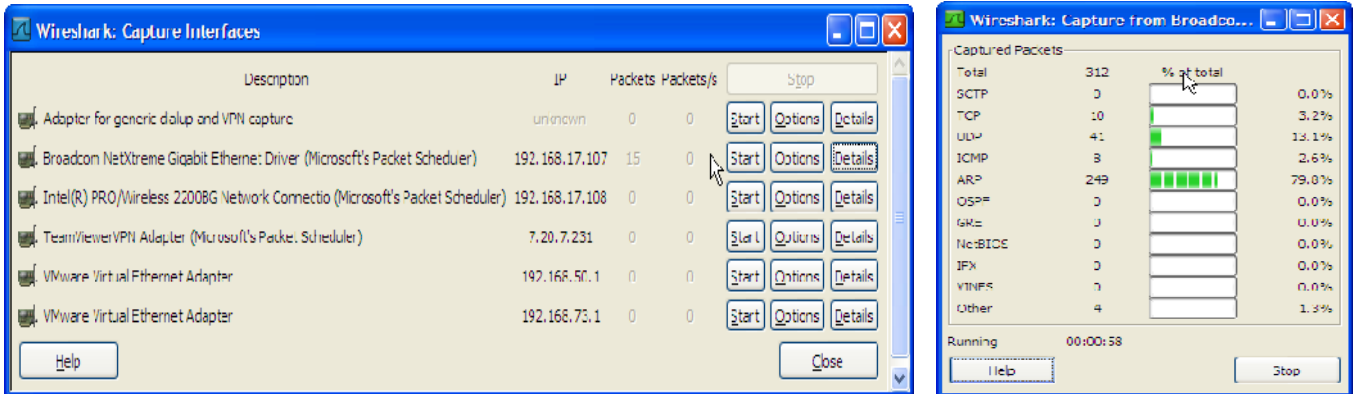 Wireshark: Capture Interfaces
Description IP Packets Packets/s Stop
Adapter for generic dialup and VPN capture unknown 0 0 Start Options Details
Broadcom NetXtreme Gigabit Ethernet Driver (Microsoft's Packet Scheduler) 192.168.17.107 15 0 Start Options Details
Intel(R) PRO/Wireless 2200BG Network Connectio (Microsoft's Packet Scheduler) 192.168.17.108 0 0 Start Options Details
TeamViewerVPN Adapter (Microsoft's Packet Scheduler) 7.20.7.231 0 0 Start Options Details
VMware Virtual Ethernet Adapter 192.168.50.1 0 0 Start Options Details
VMware Virtual Ethernet Adapter 192.168.73.1 0 0 Start Options Details
Help Close
Wireshark: Capture from Broadco...
Captured Packets
Total 312 % of total
SCTP 0 0.0%
TCP 10 3.2%
UDP 41 13.1%
ICMP 8 2.6%
ARP 249 79.8%
OSPF 0 0.0%
GRE 0 0.0%
NetBIOS 0 0.0%
IPX 0 0.0%
VINES 0 0.0%
Other 4 1.3%
Running 00:00:58
Help Stop